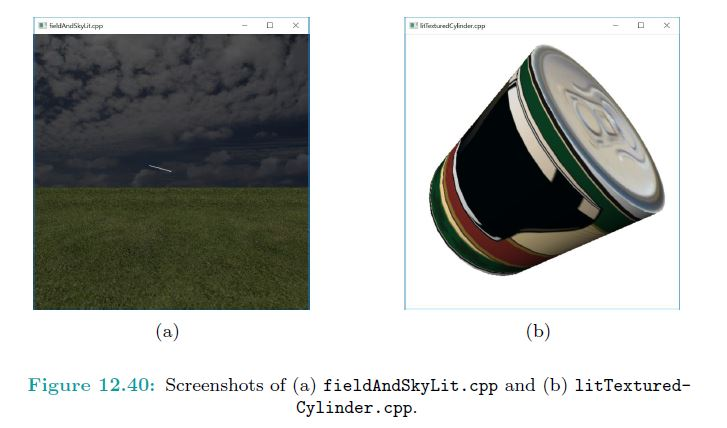 fieldAndSkyLit.cpp
litTexturedCylinder.cpp
(a)
(b)
Figure 12.40: Screenshots of (a) fieldAndSkyLit.cpp and (b) litTextured-
Cylinder.cpp.